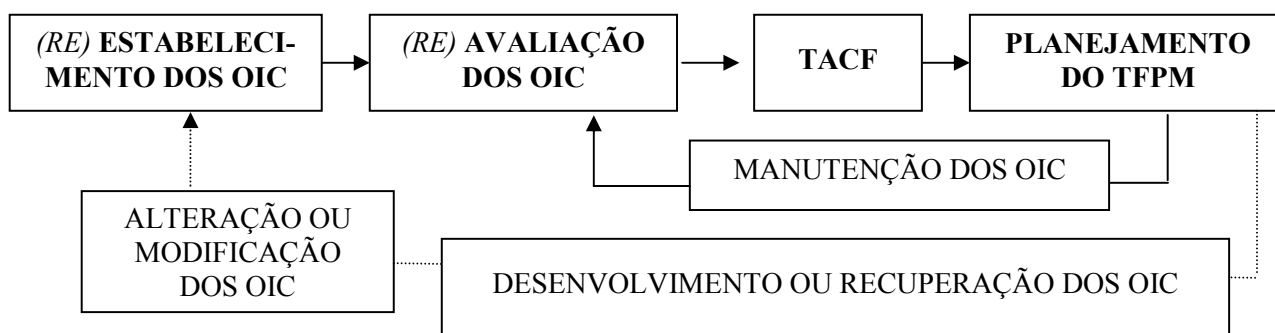 (RE) ESTABELECI-
MENTO DOS OIC
(RE) AVALIAÇÃO
DOS OIC
TACF
PLANEJAMENTO
DO TFPM
MANUTENÇÃO DOS OIC
ALTERAÇÃO OU
MODIFICAÇÃO
DOS OIC
DESENVOLVIMENTO OU RECUPERAÇÃO DOS OIC